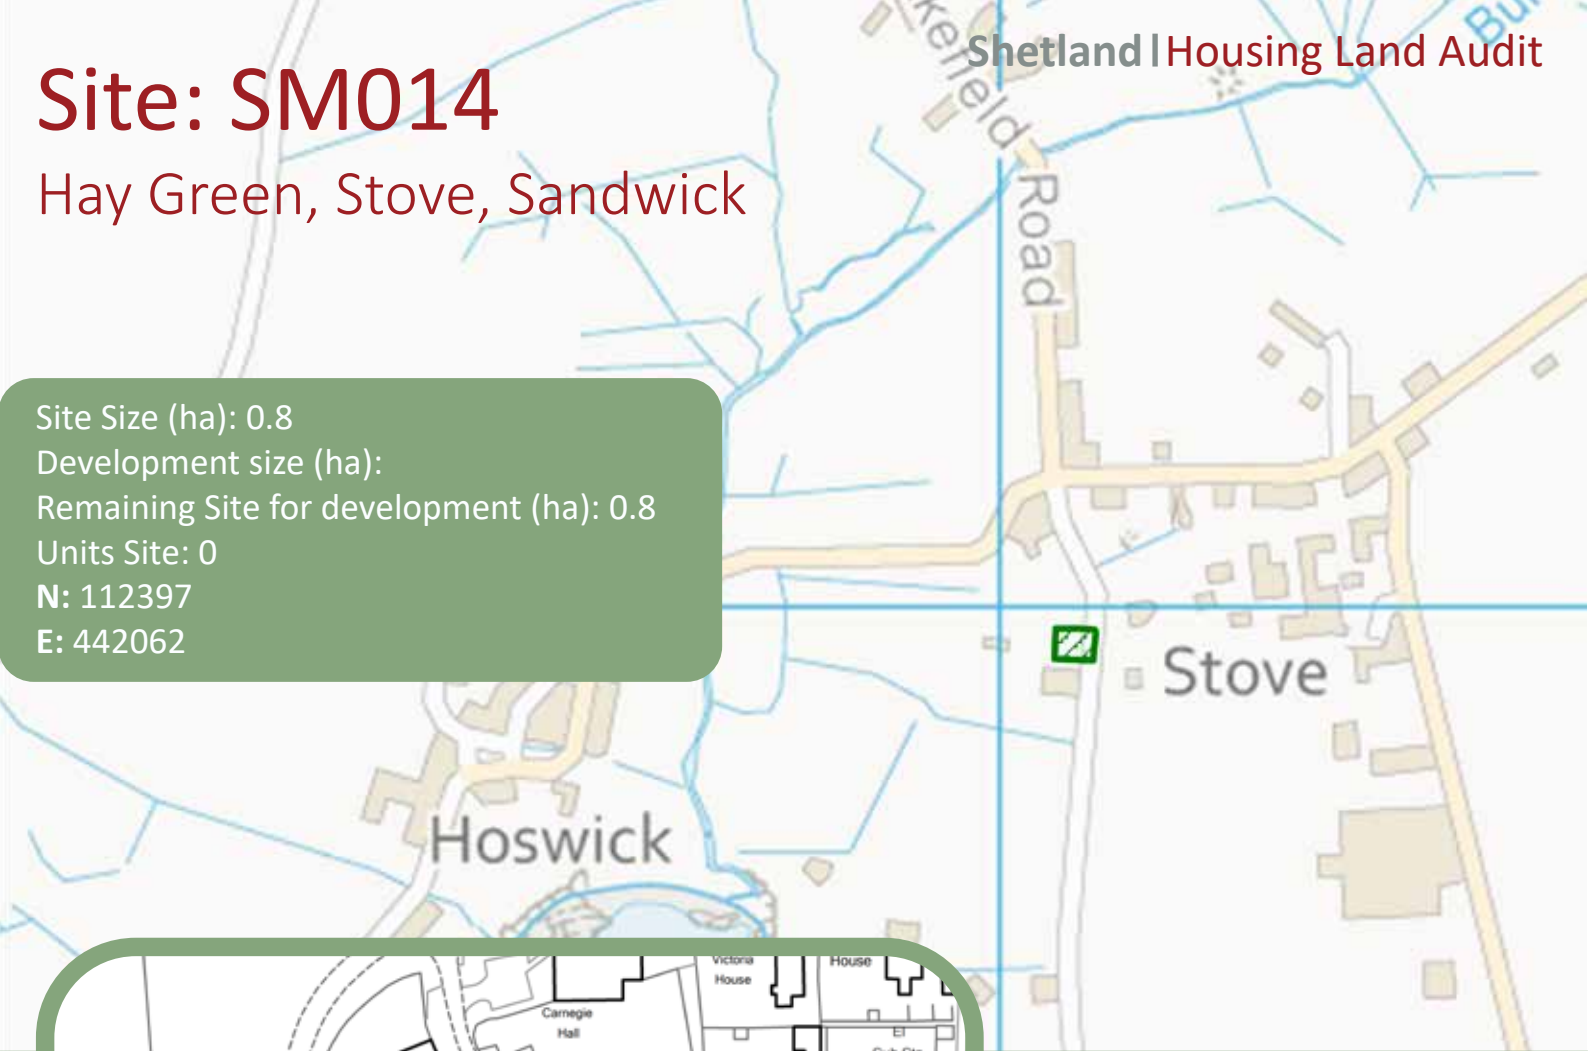 Shetland|Housing Land Audit
Site: SM014
Hay Green, Stove, Sandwick
Road
Site Size (ha): 0.8
Development size (ha):
Remaining Site for development (ha): 0.8
Units Site: 0
N: 112397
E: 442062
Stove
Hoswick
Victoria
House
House
Carnegie
Hall
El